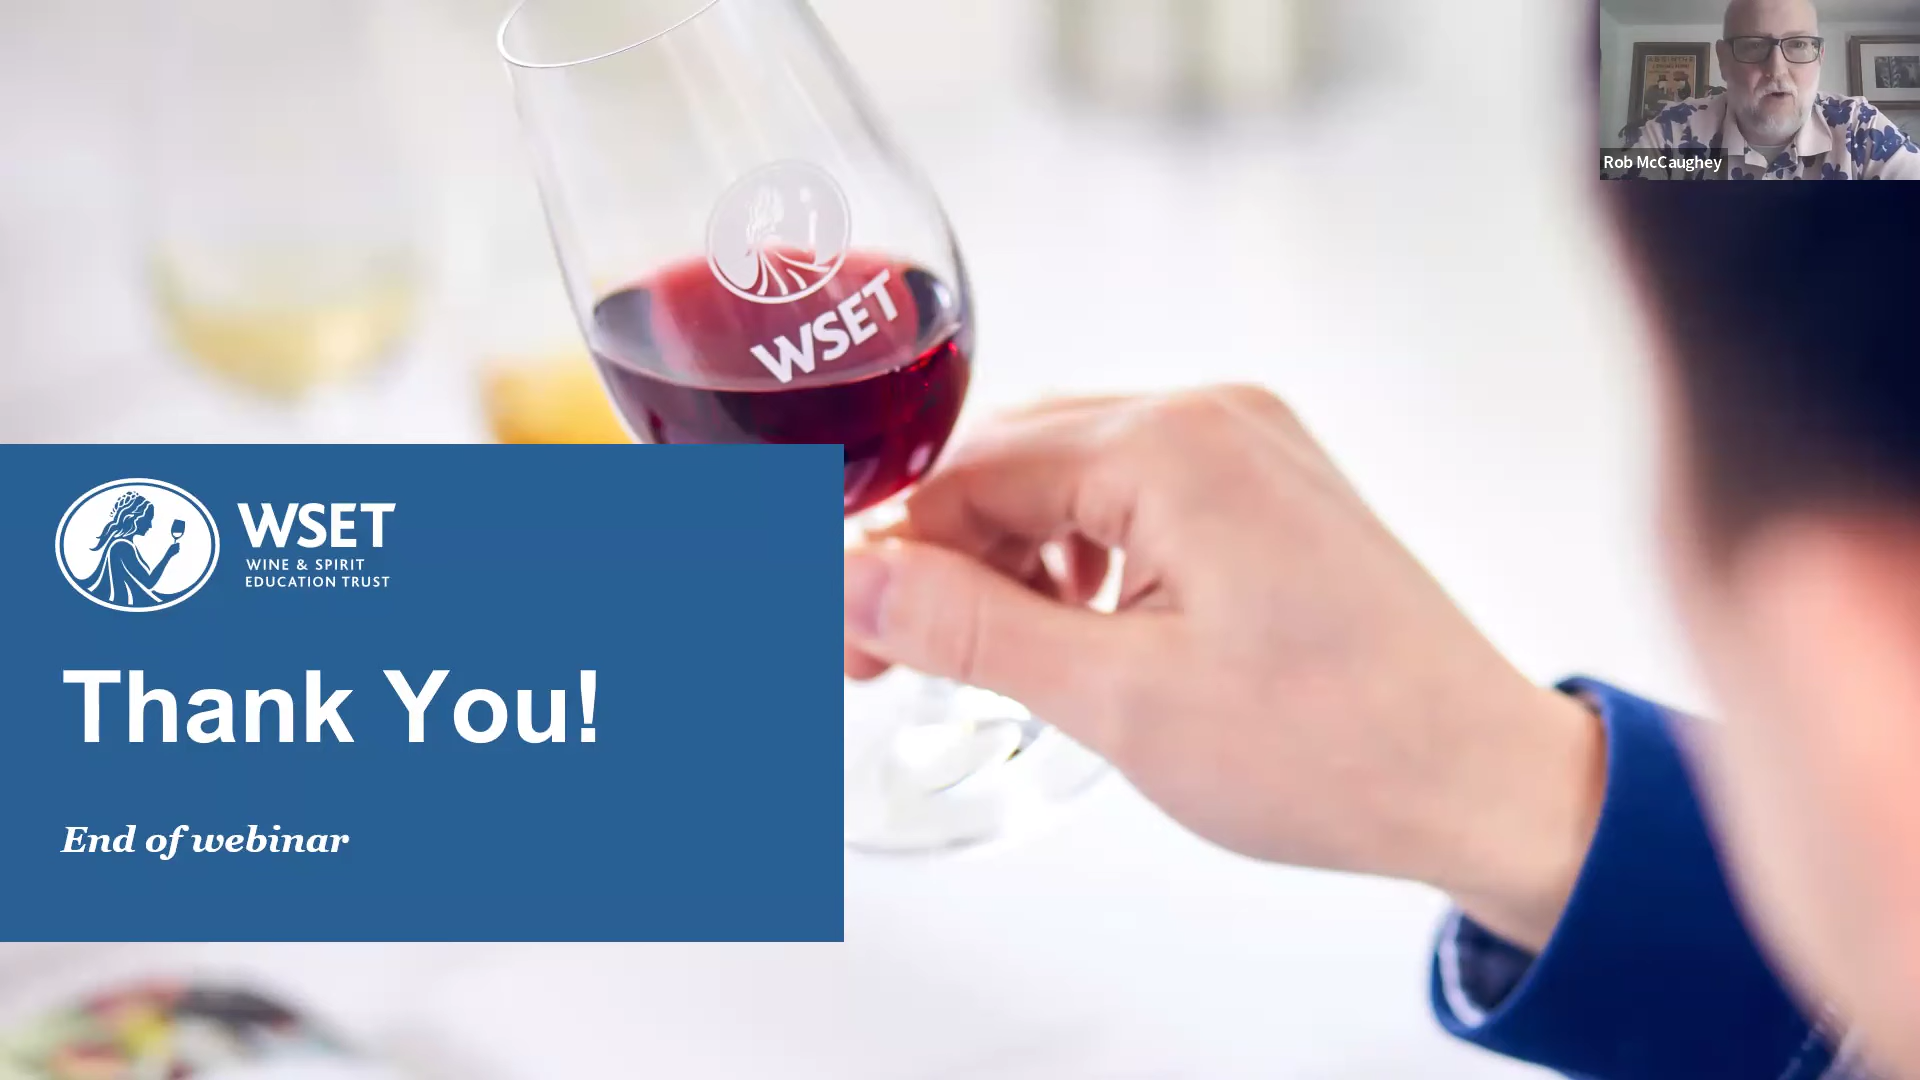 Rob McCaughey
WSET
WSET
WINE & SPIRIT
EDUCATION TRUST
Thank You!
End of webinar